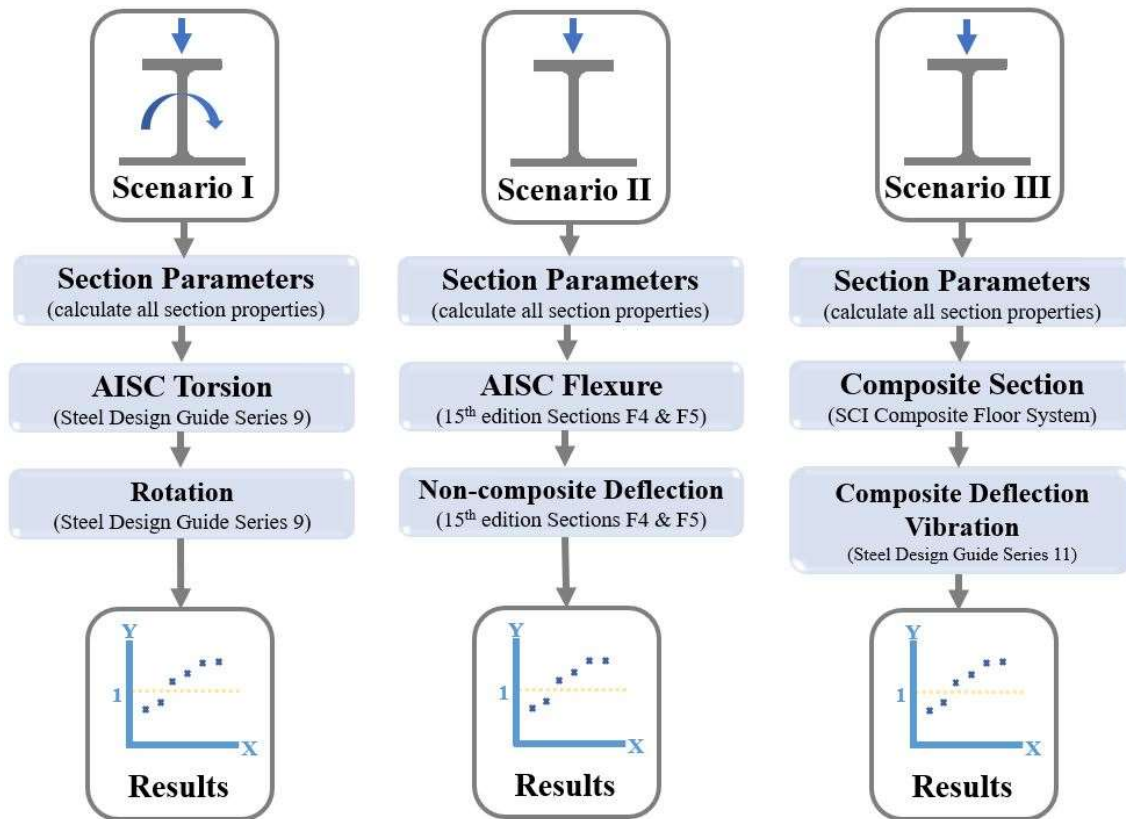 Scenario I
Section Parameters
(calculate all section properties)
AISC Torsion
(Steel Design Guide Series 9)
Rotation
(Steel Design Guide Series 9)
Y
1
X
Results
Scenario II
Section Parameters
(calculate all section properties)
AISC Flexure
(15th edition Sections F4 & F5)
Non-composite Deflection
(15th edition Sections F4 & F5)
Y
1
X
Results
Scenario III
Section Parameters
(calculate all section properties)
Composite Section
(SCI Composite Floor System)
Composite Deflection
Vibration
(Steel Design Guide Series 11)
Y
1
X
Results